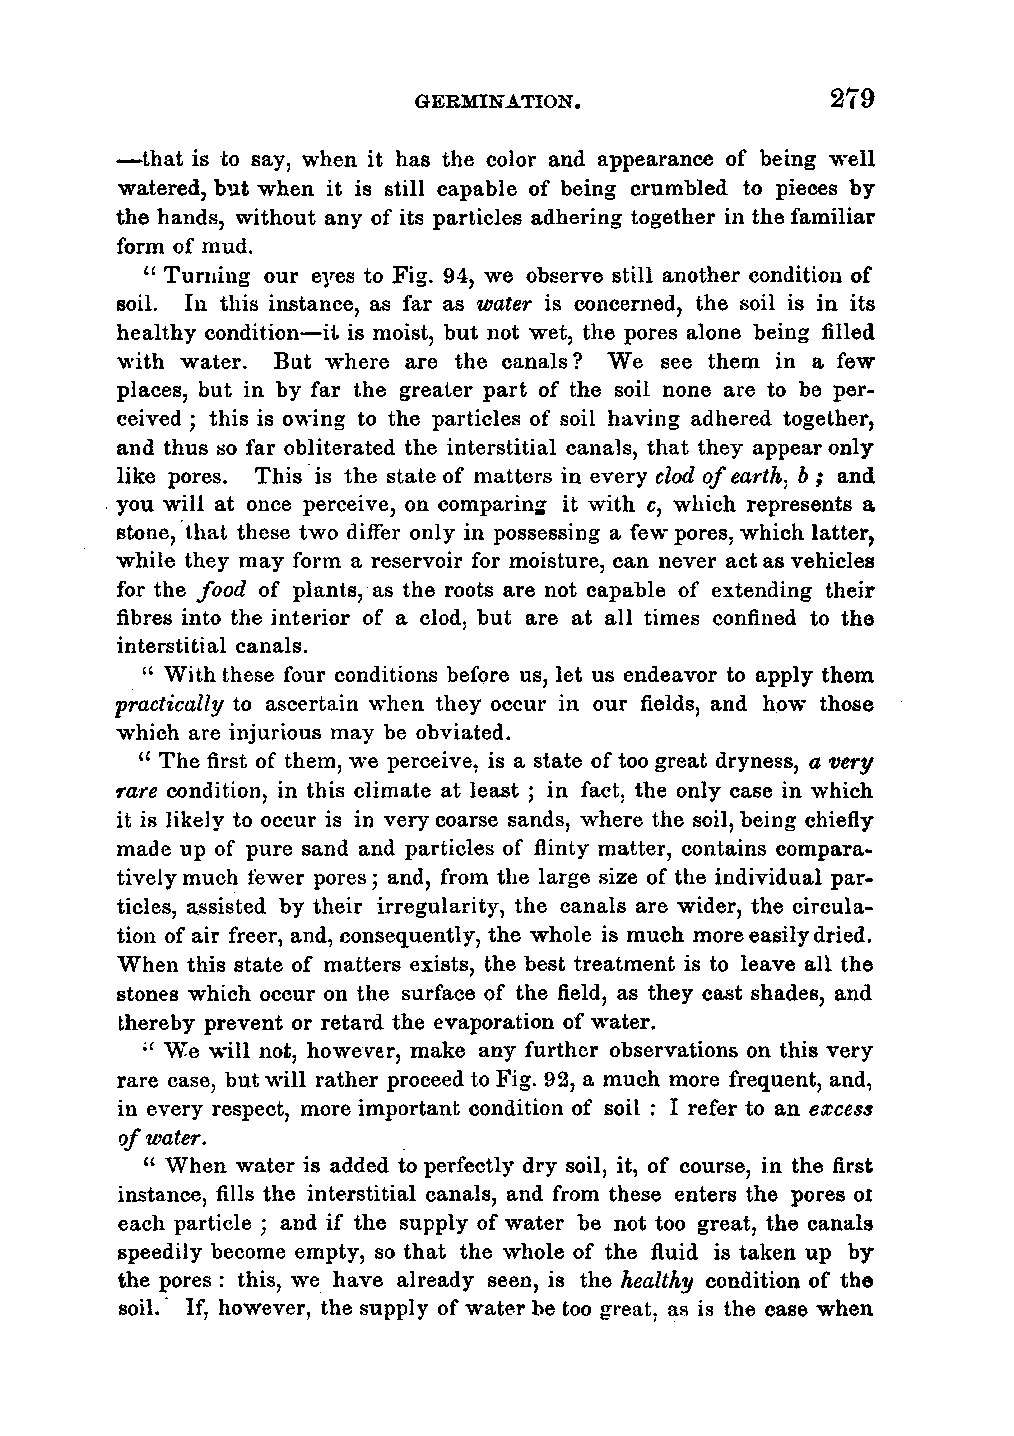 GERMINATION. 279
—that is to say, when it has the color and appearance of being well
watered, but when it is still capable of being crumbled to pieces by
the hands, without any of its particles adhering together in the familiar
form of mud.
“ Turning our eyes to Fig. 94, we observe still another condition of
soil. In this instance, as far as water is concerned, the soil is in its
healthy condition—it is moist, but not wet, the pores alone being filled
with water. But where are the canals? We see them in a few
places, but in by far the greater part of the soil none are to be per-
ceived ; this is owing to the particles of soil having adhered together,
and thus so far obliterated the interstitial canals, that they appear only
like pores. This is the state of matters in every clod of earth, b ; and
you will at once perceive, on comparing it with c, which represents a
stone, that these two differ only in possessing a few pores, which latter,
while they may form a reservoir for moisture, can never act as vehicles
for the food of plants, as the roots are not capable of extending their
fibres into the interior of a clod, but are at all times confined to the
interstitial canals.
“ With these four conditions before us, let us endeavor to apply them
practically to ascertain when they occur in our fields, and how those
which are injurious may be obviated.
“ The first of them, we perceive, is a state of too great dryness, a very
rare condition, in this climate at least ; in fact, the only case in which
it is likely to occur is in very coarse sands, where the soil, being chiefly
made up of pure sand and particles of flinty matter, contains compara-
tively much fewer pores ; and, from the large size of the individual par-
ticles, assisted by their irregularity, the canals are wider, the circula-
tion of air freer, and, consequently, the whole is much more easily dried.
When this state of matters exists, the best treatment is to leave all the
stones which occur on the surface of the field, as they cast shades, and
thereby prevent or retard the evaporation of water.
“ We will not, however, make any further observations on this very
rare case, but will rather proceed to Fig. 92, a much more frequent, and,
in every respect, more important condition of soil : I refer to an excess
of water.
“ When water is added to perfectly dry soil, it, of course, in the first
instance, fills the interstitial canals, and from these enters the pores of
each particle ; and if the supply of water be not too great, the canals
speedily become empty, so that the whole of the fluid is taken up by
the pores : this, we have already seen, is the healthy condition of the
soil. If, however, the supply of water be too great, as is the case when